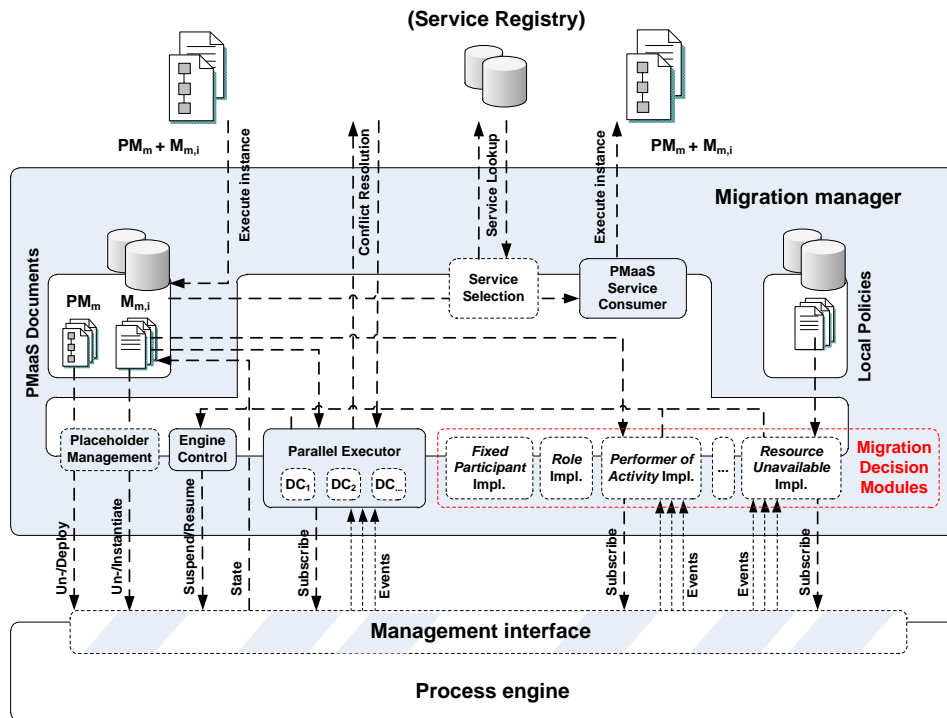 (Service Registry)
PMm + Mm,i
PMm + Mm,i
Execute instance
Conflict Resolution
Service Lookup
Execute instance
Migration manager
PMaaS Documents
PMm
Mm,i
Service
Selection
PMaaS
Service
Consumer
Local Policies
Placeholder
Management
Engine
Control
Parallel Executor
DC1
DC2
DC...
Fixed
Participant
Impl.
Role
Impl.
Performer of
Activity Impl.
...
Resource
Unavailable
Impl.
Migration
Decision
Modules
Un-/Deploy
Un-/Instantiate
Suspend/Resume
State
Subscribe
Events
Subscribe
Events
Events
Subscribe
Management interface
Process engine